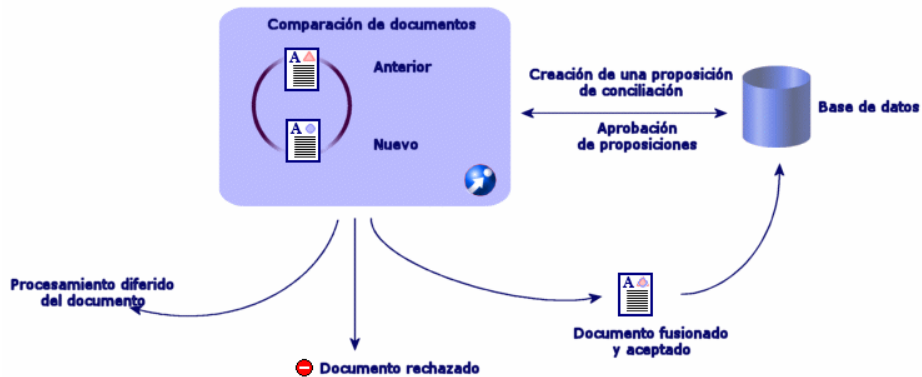 Comparación de documentos
Anterior
Nuevo
Creación de una proposición
de conciliación
Aprobación
de proposiciones
Base de datos
Procesamiento diferido
del documento
Documento rechazado
Documento fusionado
y aceptado